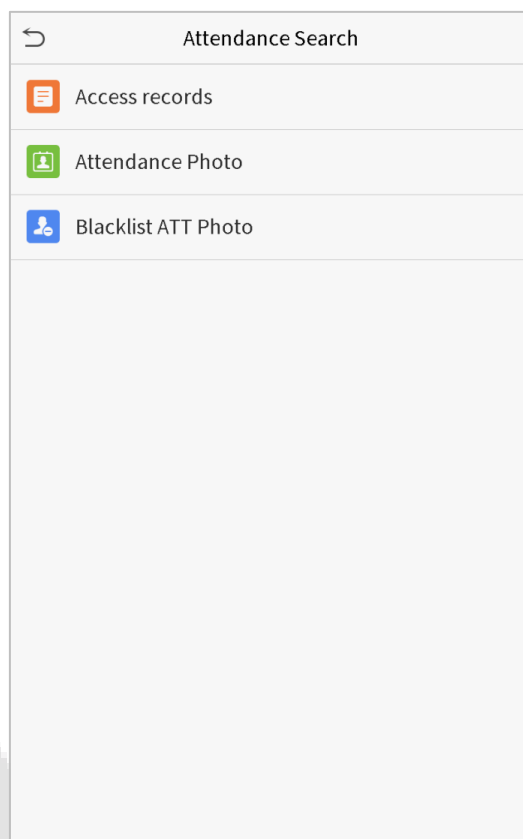 Attendance Search
Access records
Attendance Photo
Blacklist ATT Photo